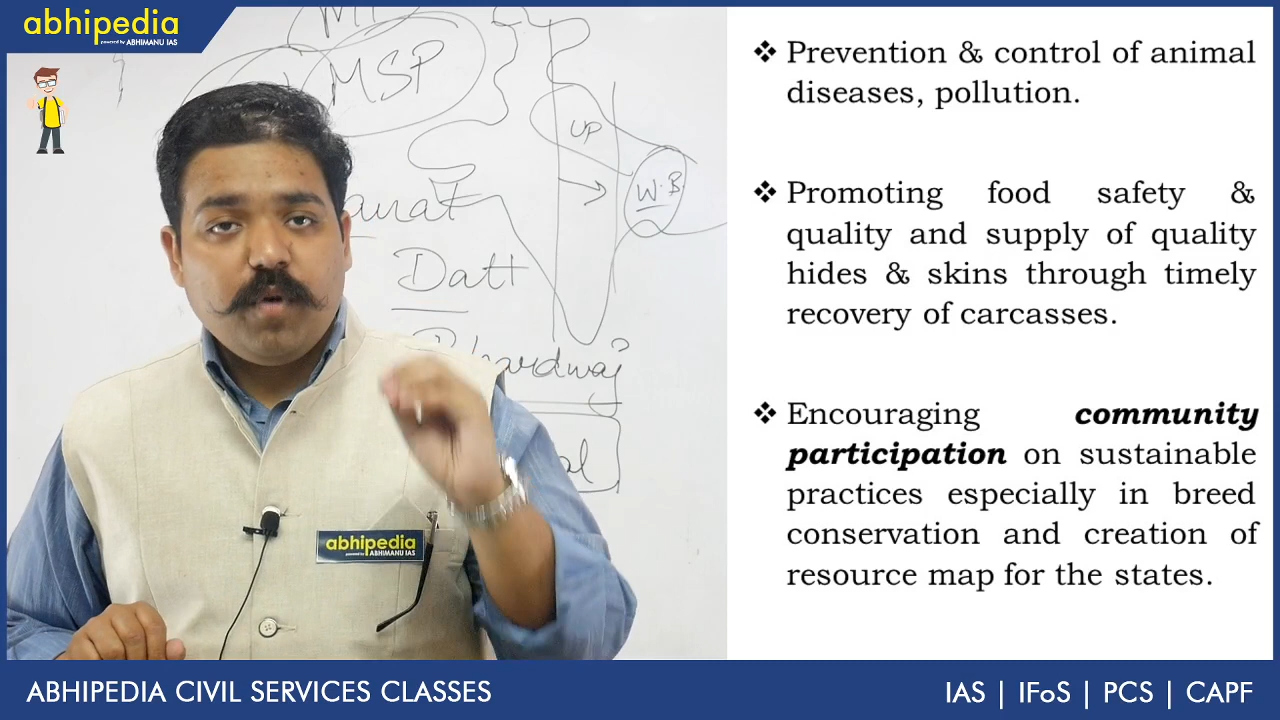 abhipedia
powered by ABHIMANU IAS
MSP
UP
W.B
Datt
Bhardwaj
abhipedia
powered by ABHIMANU IAS
❖ Prevention & control of animal
diseases, pollution.
❖ Promoting food safety &
quality and supply of quality
hides & skins through timely
recovery of carcasses.
❖ Encouraging community
participation on sustainable
practices especially in breed
conservation and creation of
resource map for the states.
ABHIPEDIA CIVIL SERVICES CLASSES
IAS | IFoS | PCS | CAPF